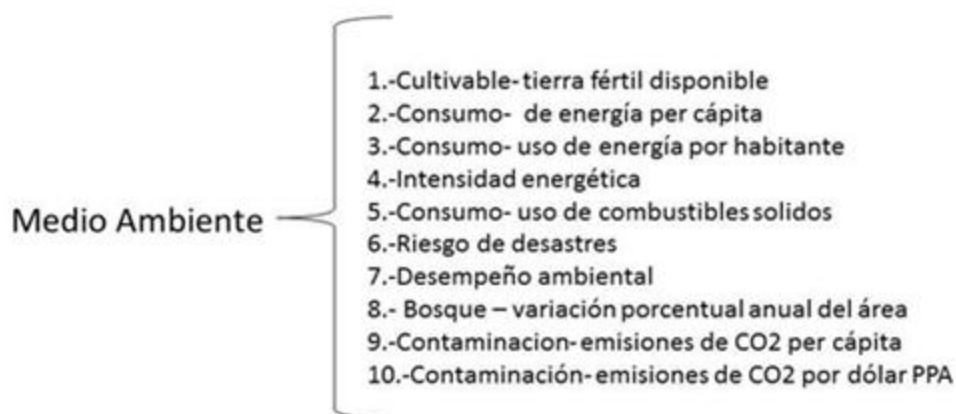 Medio Ambiente
1.-Cultivable- tierra fértil disponible
2.-Consumo-  de energía per cápita
3.-Consumo- uso de energía por habitante
4.-Intensidad energética
5.-Consumo- uso de combustibles solidos
6.-Riesgo de desastres
7.-Desempeño ambiental
8.- Bosque – variación porcentual anual del área
9.-Contaminacion- emisiones de CO2 per cápita
10.-Contaminación- emisiones de CO2 por dólar PPA